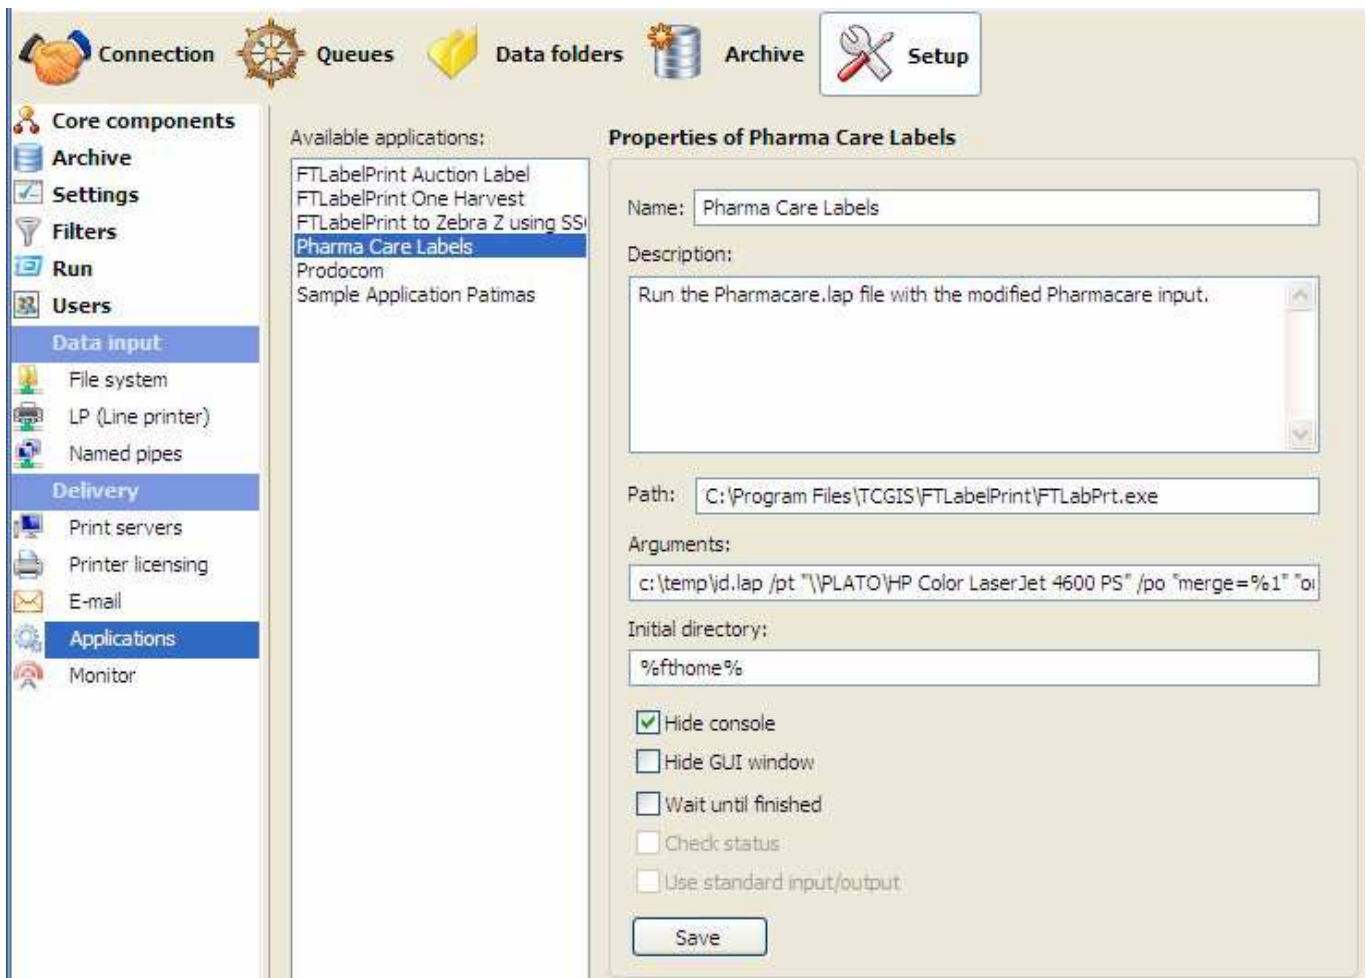 Connection
Queues
Data folders
Archive
Setup
Core components
Archive
Settings
Filters
Run
Users
Data input
File system
LP (Line printer)
Named pipes
Delivery
Print servers
Printer licensing
E-mail
Applications
Monitor
Available applications:
FTLabelPrint Auction Label
FTLabelPrint One Harvest
FTLabelPrint to Zebra Z using SS
Pharma Care Labels
Prodocom
Sample Application Patimas
Properties of Pharma Care Labels
Name: Pharma Care Labels
Description:
Run the Pharmacare.lap file with the modified Pharmacare input.
Path: C:\Program Files\TCGIS\FTLabelPrint\FTLabPrt.exe
Arguments:
c:\temp\id.lap /pt "\\PLATO\HP Color LaserJet 4600 PS" /po "merge=%1"
Initial directory:
%fthome%
Hide console
Hide GUI window
Wait until finished
Check status
Use standard input/output
Save